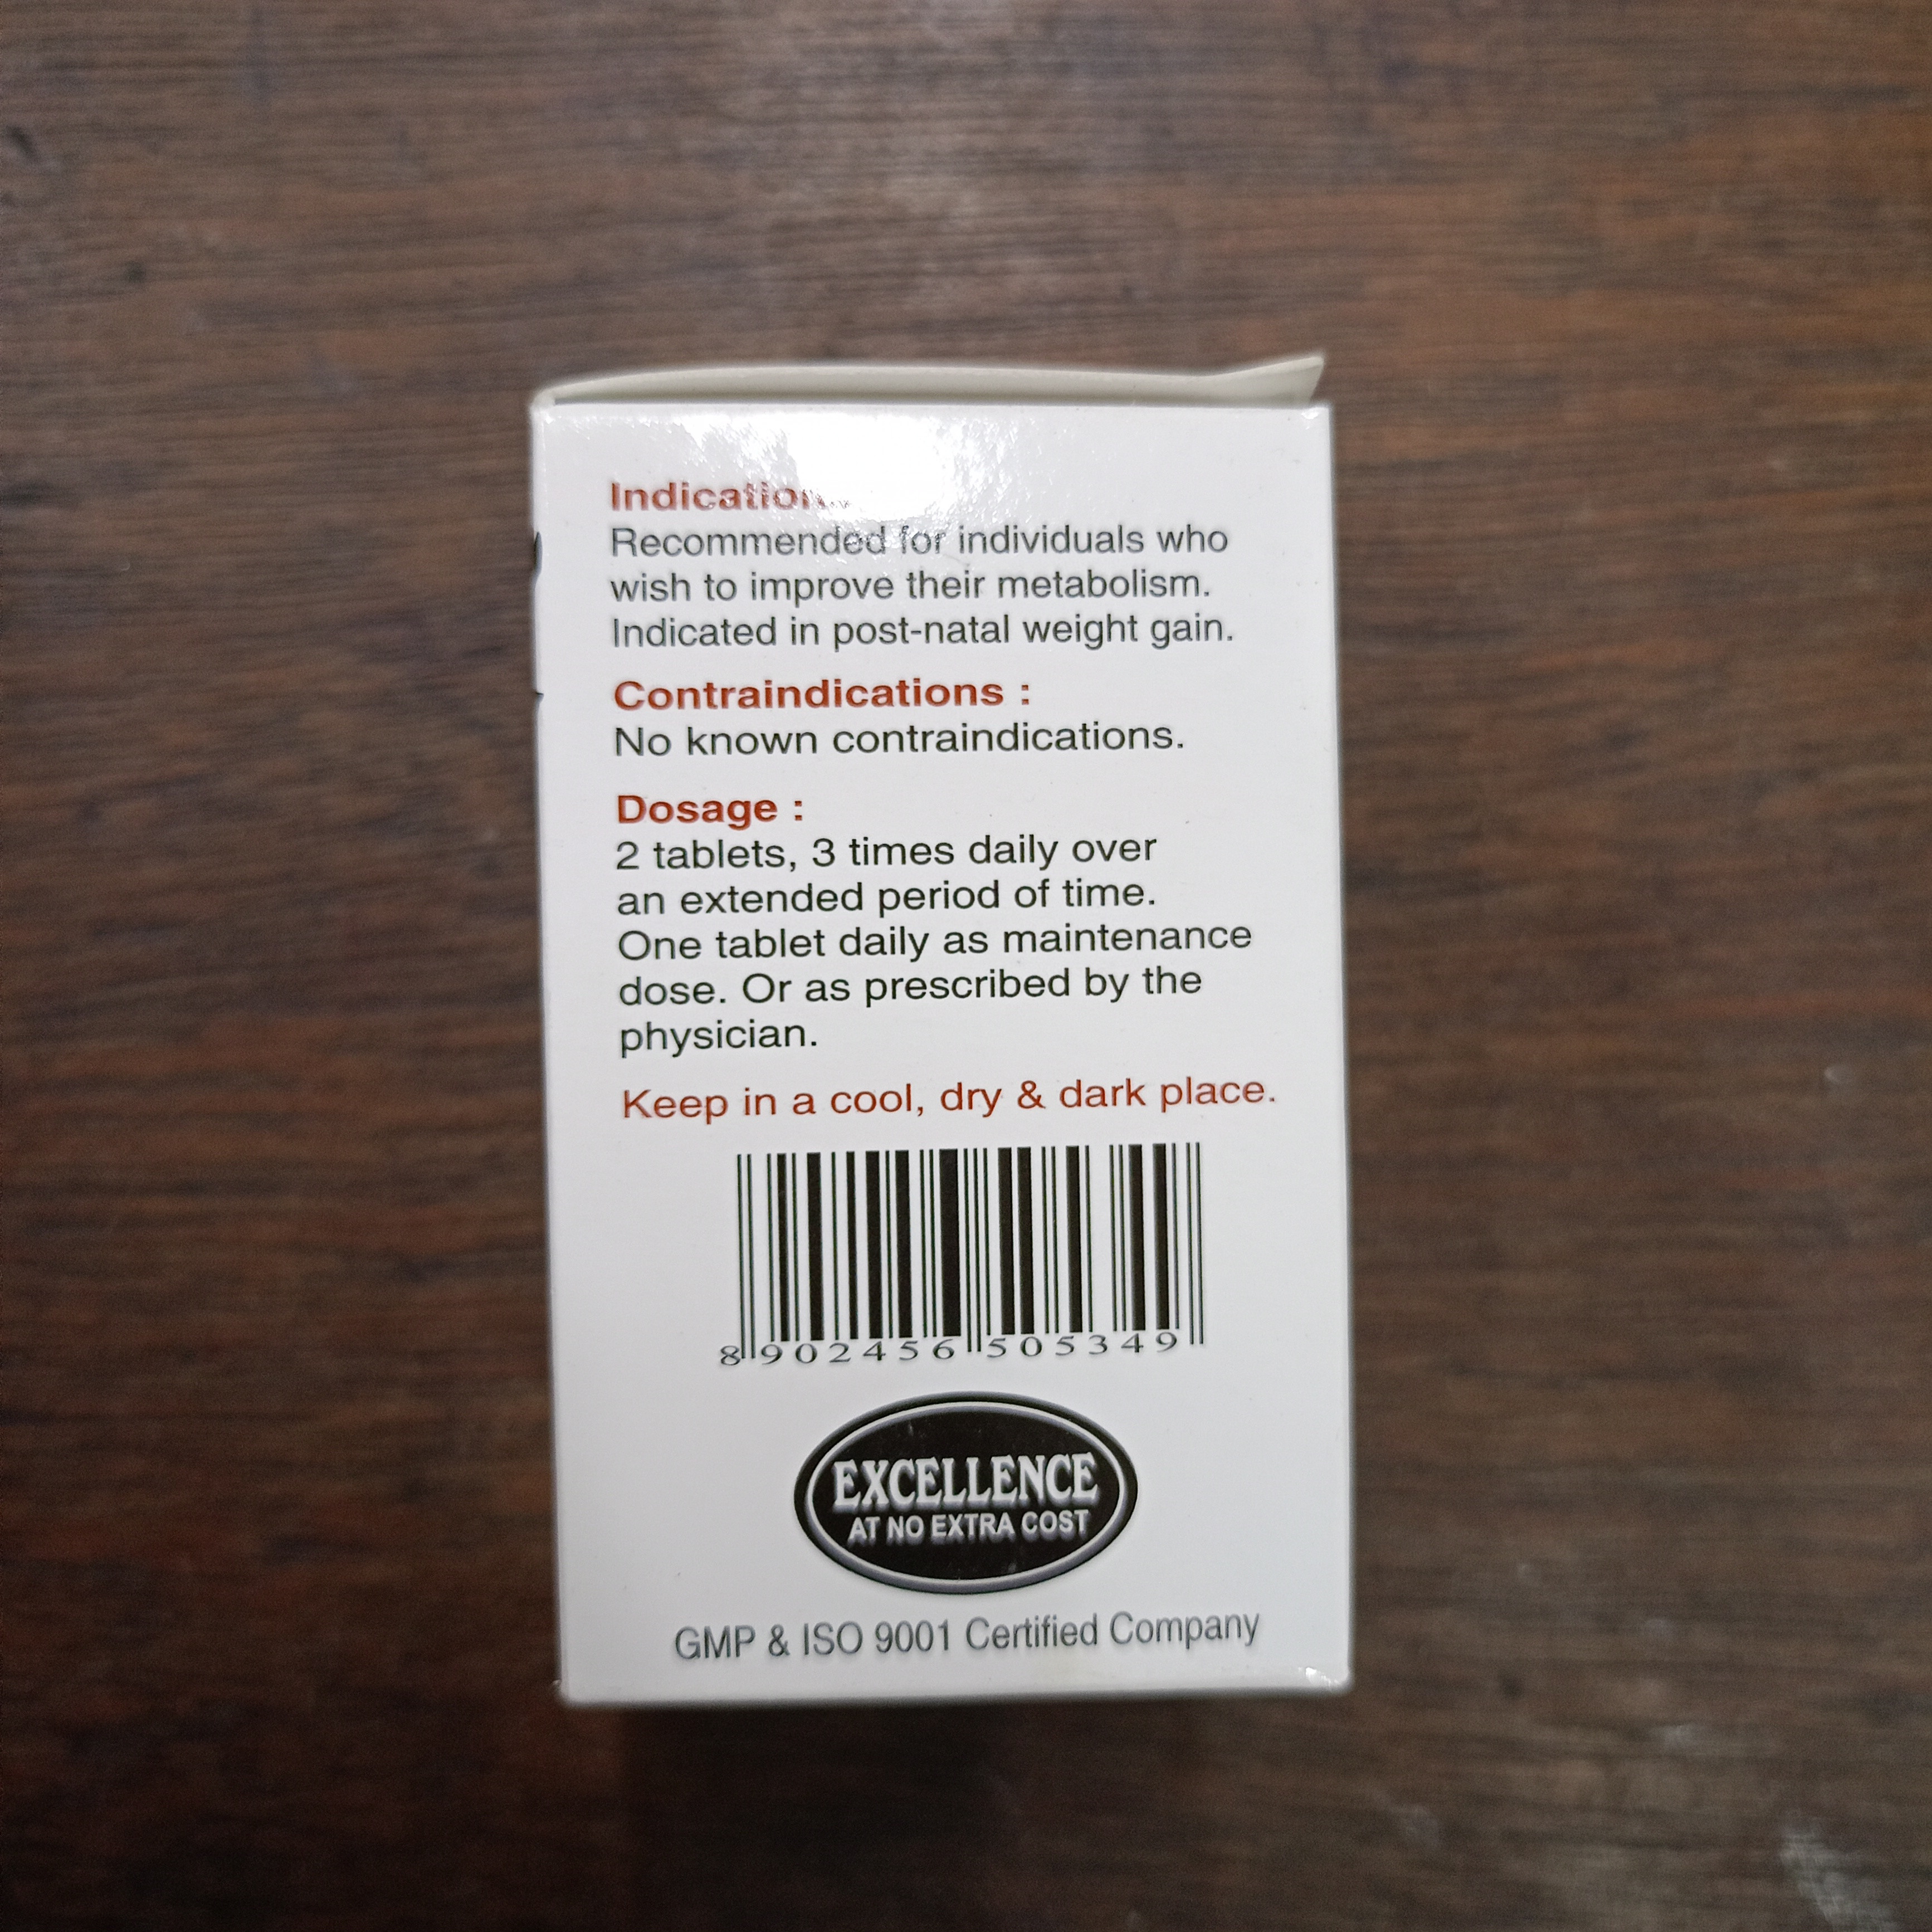 Recommended for individuals who
wish to improve their metabolism.
Indicated in post-natal weight gain.
Contraindications :
No known contraindications.
Dosage :
2 tablets, 3 times daily over
an extended period of time.
One tablet daily as maintenance
dose. Or as prescribed by the
physician.
Keep in a cool, dry & dark place.
8 902456 505349
EXCELLENCE
AT NO EXTRA COST
GMP & ISO 9001 Certified Company